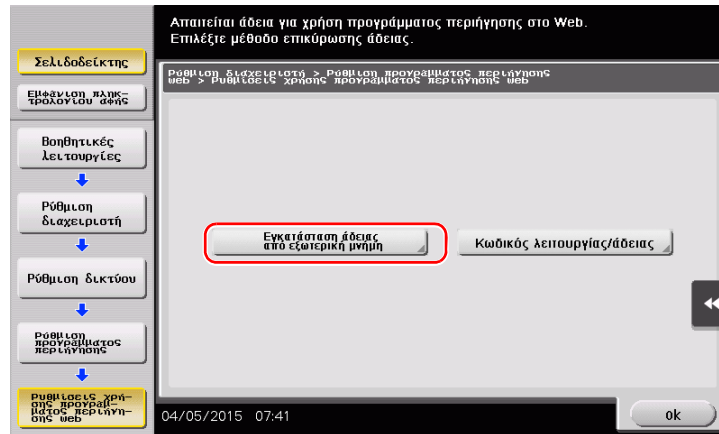 Απαιτείται άδεια για χρήση προγράμματος περιήγησης στο Web.
Επιλέξτε μέθοδο επικύρωσης άδειας.
Σελιδοδείκτης
Εμφάνιση πληκ-
τρολογίου αφής
Βοηθητικές
λειτουργίες
Ρύθμιση
διαχειριστή
Ρύθμιση δικτύου
Ρύθμιση
προγράμματος
περιήγησης
Ρυθμίσεις χρή-
σης προγράμ-
ματος περιήγη-
σης web
Ρύθμιση διαχειριστή > Ρύθμιση προγράμματος περιήγησης
web > Ρυθμίσεις χρήσης προγράμματος περιήγησης web
Εγκατάσταση άδειας
από εξωτερική μνήμη
Κωδικός λειτουργίας/άδειας
04/05/2015 07:41
ok